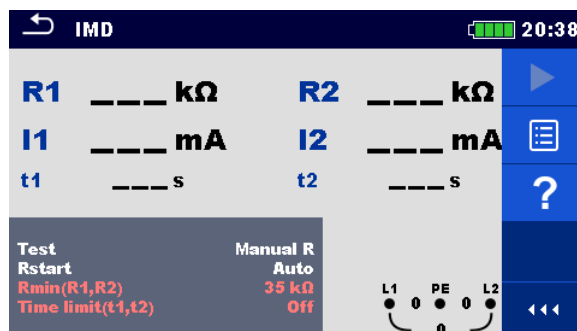 IMD 20:38
R1 ___ kΩ R2 ___ kΩ
I1 ___ mA I2 ___ mA
t1 ___ s t2 ___ s
?
Test Manual R
Rstart Auto
Rmin(R1,R2) 35 kΩ
Time limit(t1,t2) Off
L1 PE L2
0 0
0